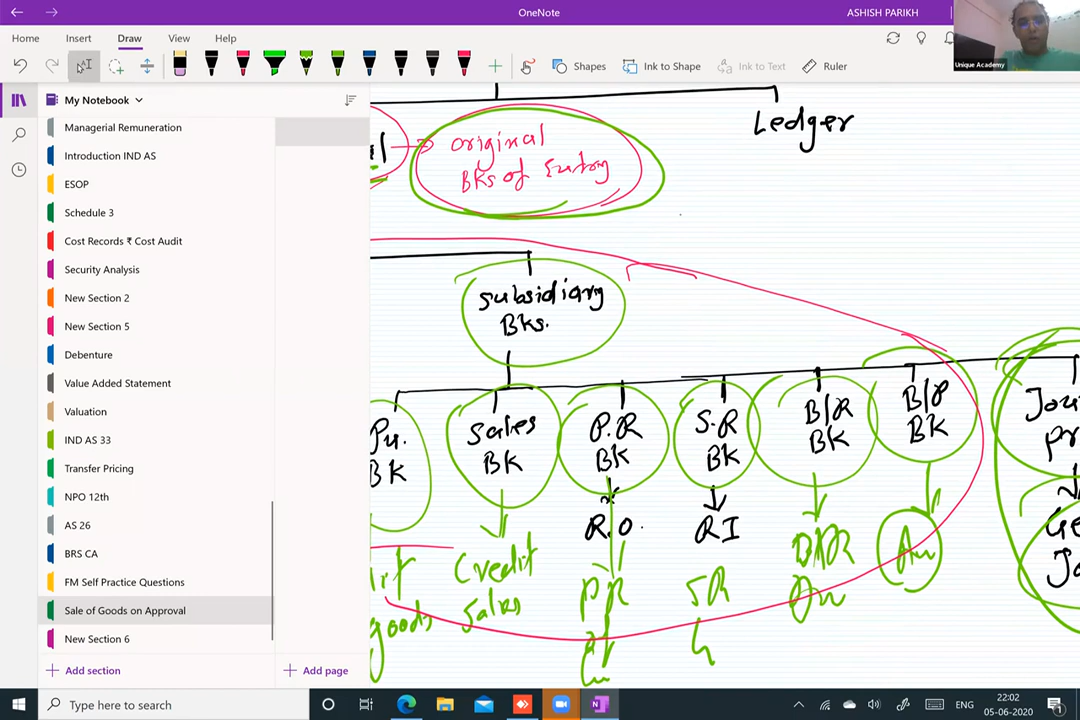 OneNote
ASHISH PARIKH
Home Insert Draw View Help
Unique Academy
Shapes Ink to Shape Ink to Text Ruler
My Notebook
Managerial Remuneration
Introduction IND AS
ESOP
Schedule 3
Cost Records ₹ Cost Audit
Security Analysis
New Section 2
New Section 5
Debenture
Value Added Statement
Valuation
IND AS 33
Transfer Pricing
NPO 12th
AS 26
BRS CA
FM Self Practice Questions
Sale of Goods on Approval
New Section 6
Add section Add page
Ledger
original
Bks of Entry
Subsidiary
Bks.
Pu. Sales P.R S.R B/R B/P
BK BK BK BK BK BK
R.O. RI
Credit
Sales
goods
PR
SR
Type here to search
ENG
22:02
05-06-2020